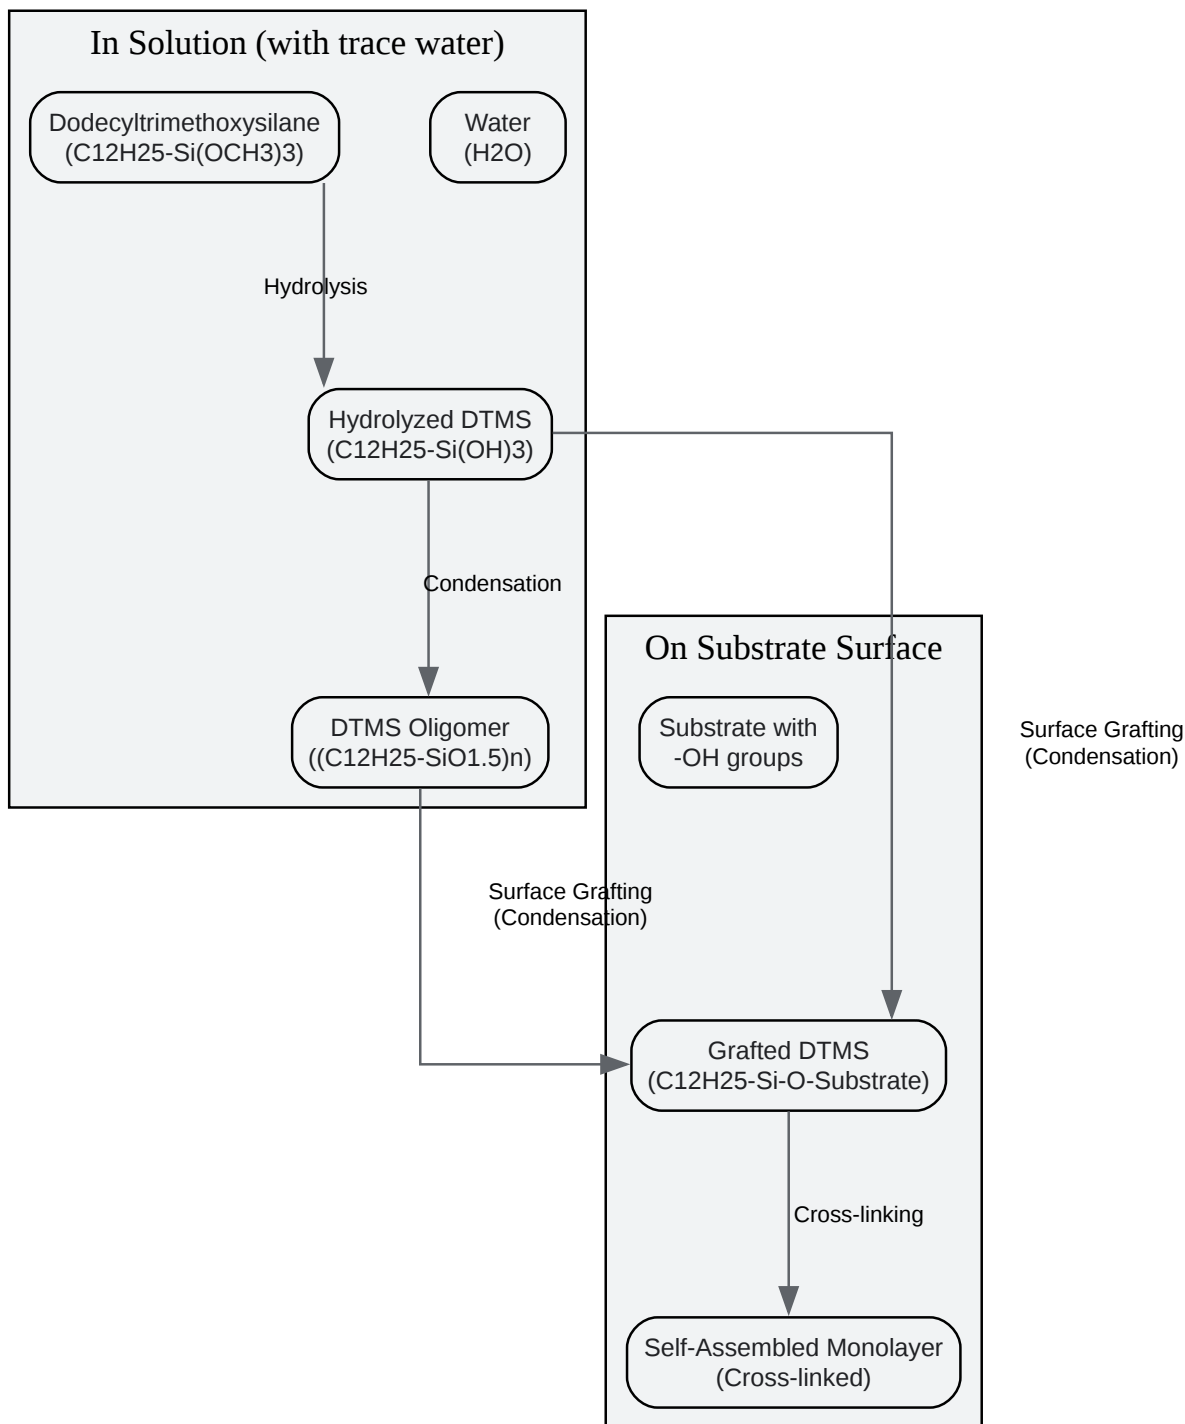 In Solution (with trace water)
Dodecyltrimethoxysilane
(C12H25-Si(OCH3)3)
Water
(H2O)
Hydrolysis
Hydrolyzed DTMS
(C12H25-Si(OH)3)
Condensation
DTMS Oligomer
((C12H25-SiO1.5)n)
On Substrate Surface
Substrate with
-OH groups
Surface Grafting
(Condensation)
Surface Grafting
(Condensation)
Grafted DTMS
(C12H25-Si-O-Substrate)
Cross-linking
Self-Assembled Monolayer
(Cross-linked)